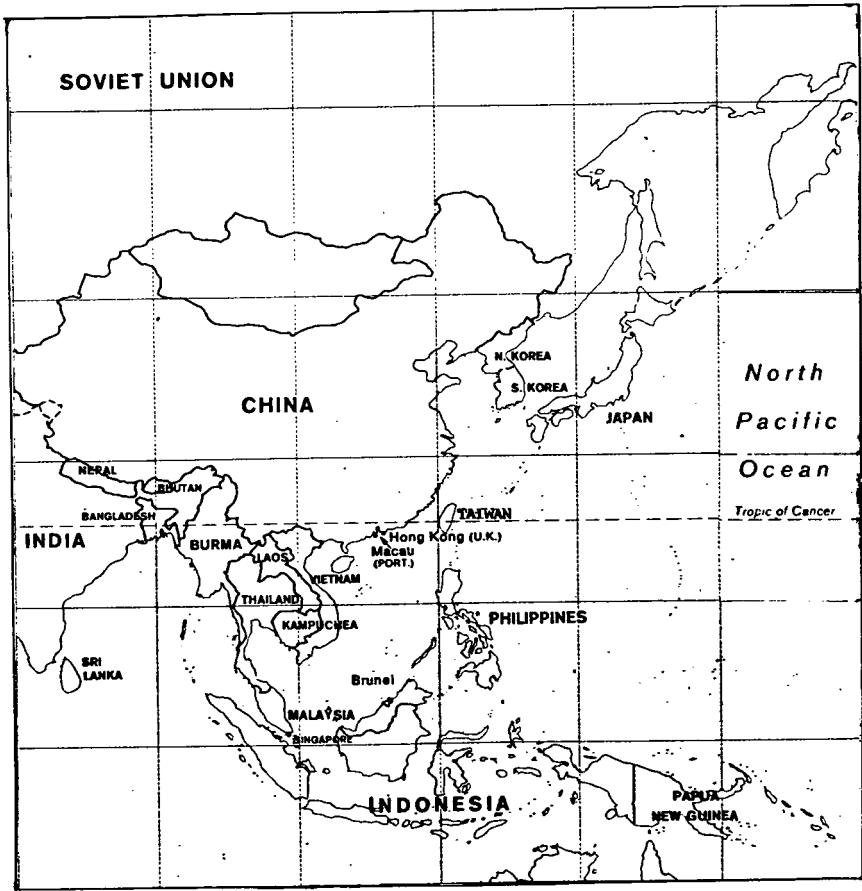 SOVIET UNION
N. KOREA
S. KOREA
North
CHINA
JAPAN
Pacific
NEPAL
Ocean
BHUTAN
BANGLADESH
TAIWAN
Tropic of Cancer
INDIA
BURMA
Hong Kong (U.K.)
Macau
(PORT.)
LAOS
VIETNAM
THAILAND
PHILIPPINES
KAMPUCHEA
SRI
LANKA
Brunei
MALAYSIA
SINGAPORE
INDONESIA
PAPUA
NEW GUINEA